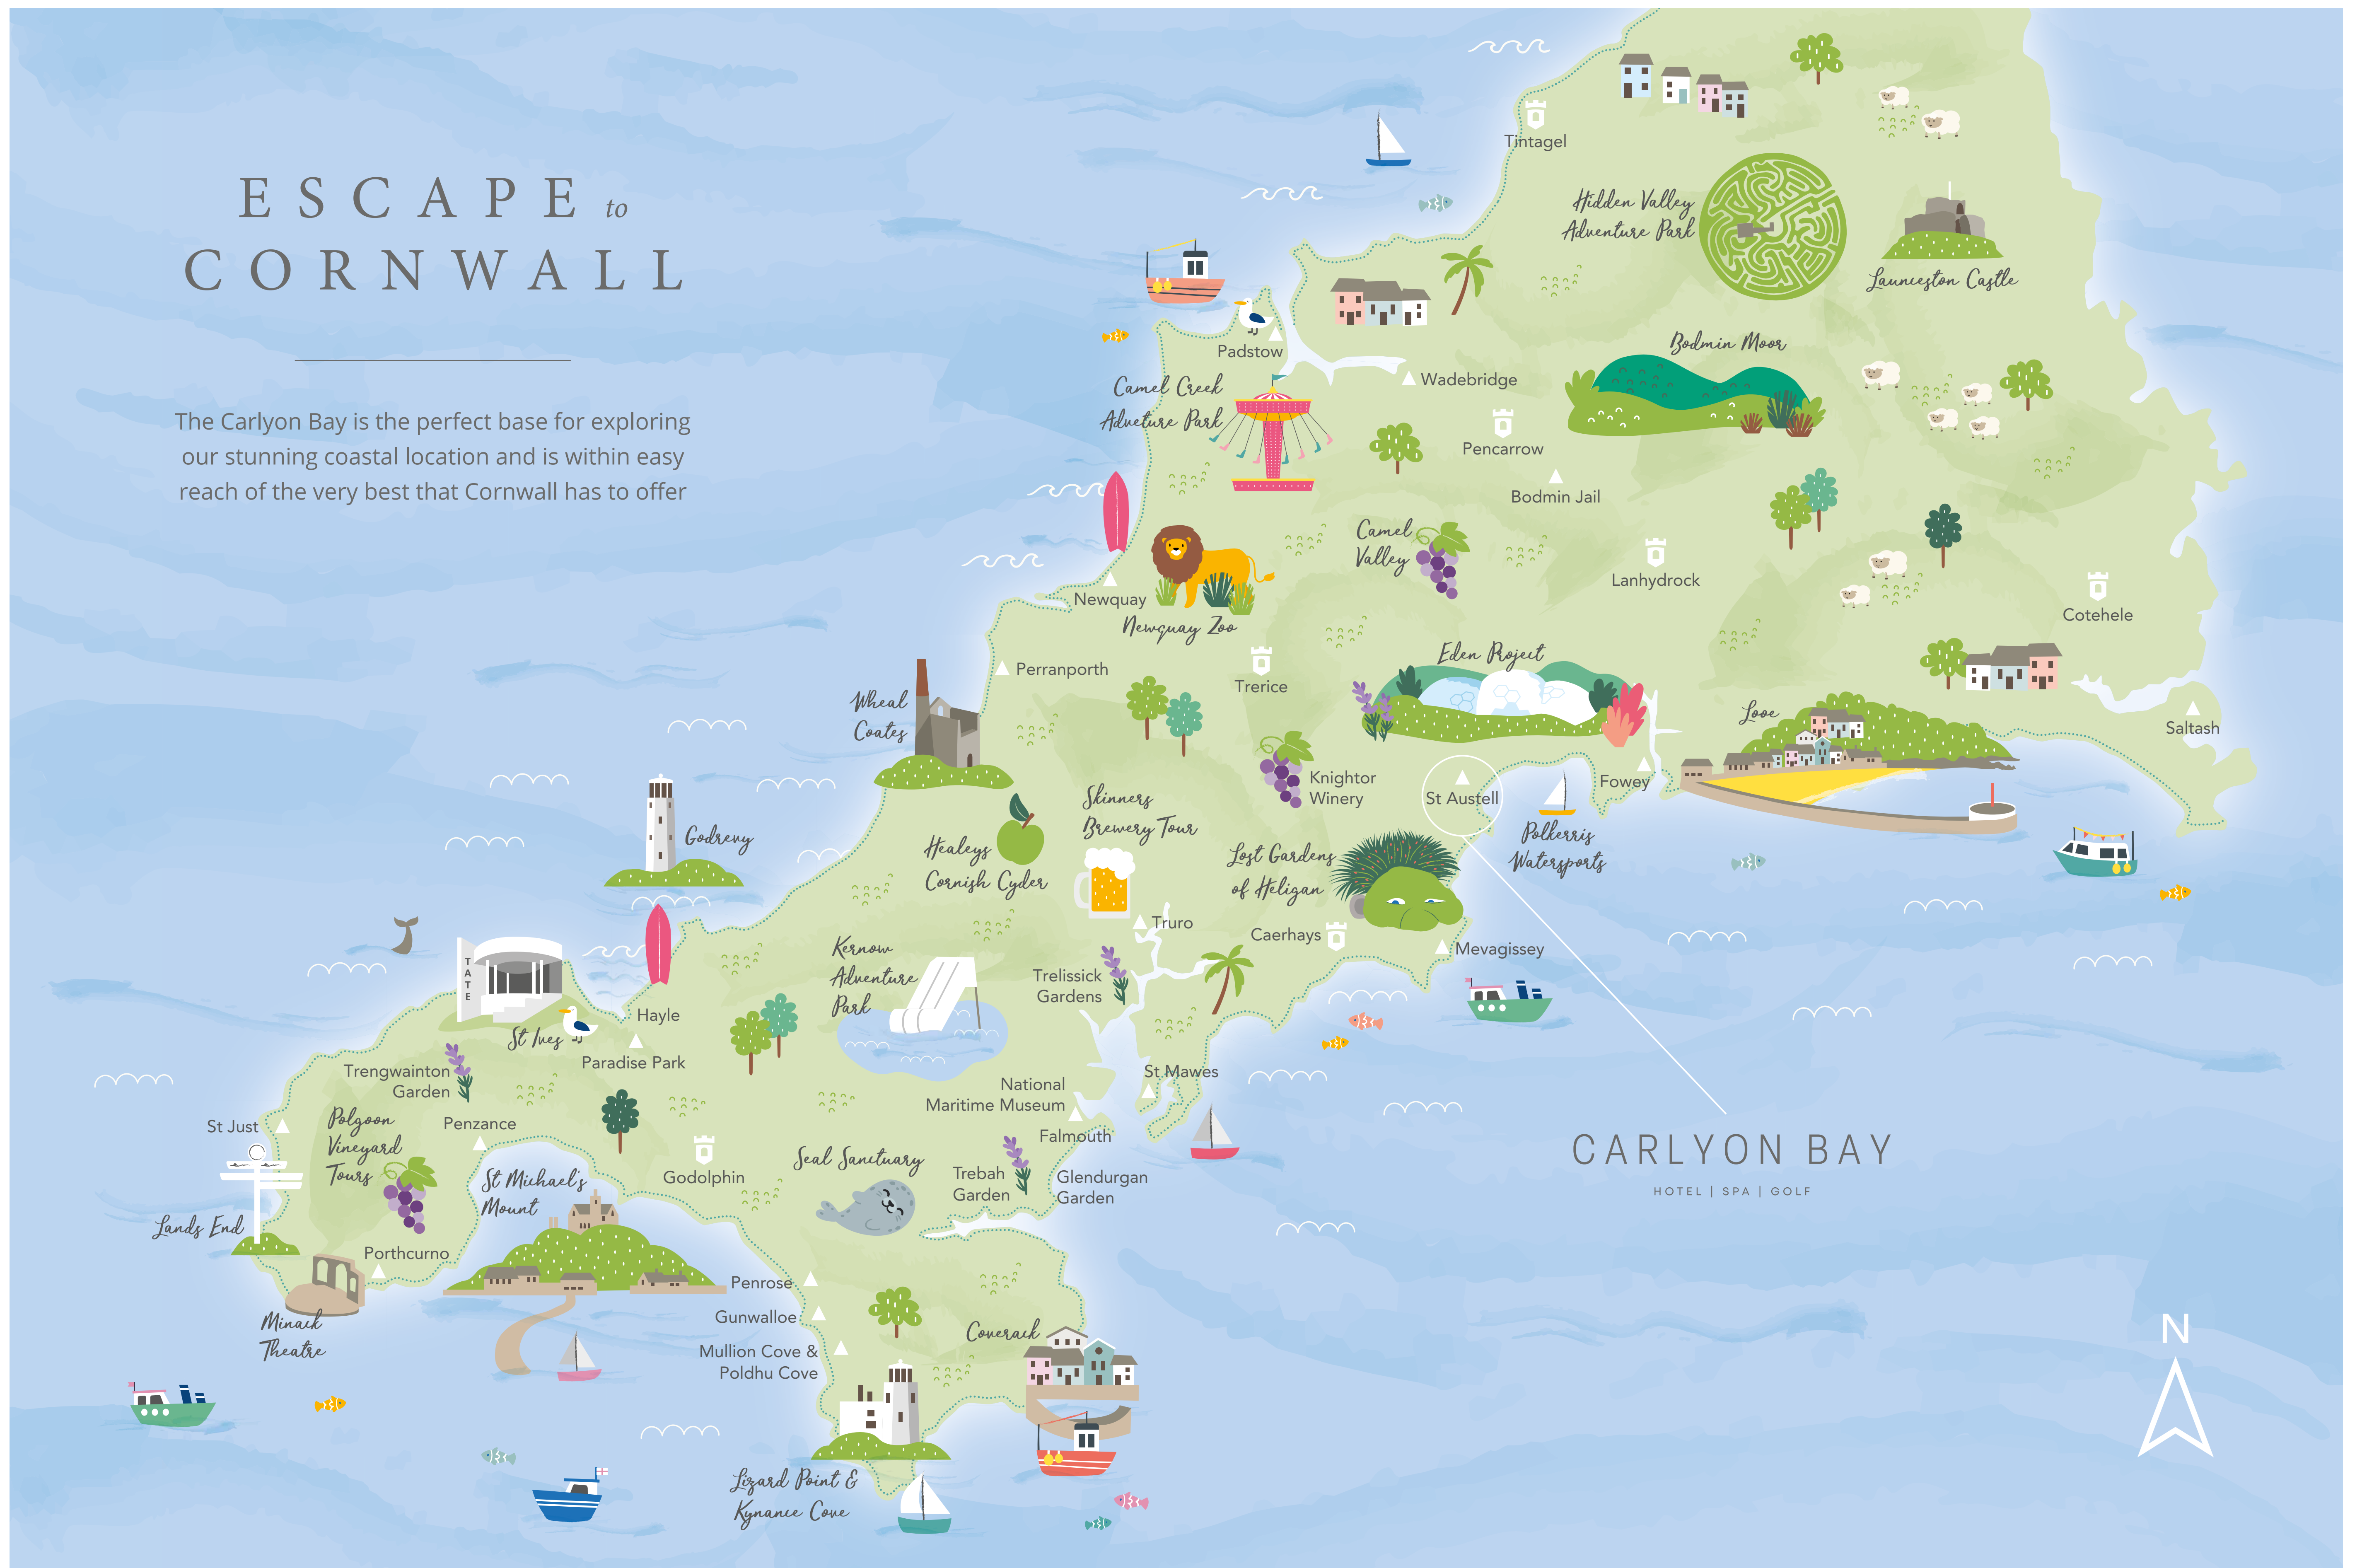 ESCAPE to
CORNWALL
The Carlyon Bay is the perfect base for exploring
our stunning coastal location and is within easy
reach of the very best that Cornwall has to offer
Tintagel
Hidden Valley
Adventure Park
Launceston Castle
Bodmin Moor
Padstow
Camel Creek
Adveture Park
Wadebridge
Pencarrow
Bodmin Jail
Camel
Valley
Lanhydrock
Cotehele
Newquay
Newquay Zoo
Eden Project
Perranporth
Trerice
Wheal
Coates
Looe
Saltash
Knightor
Winery
St Austell
Fowey
Polkerris
Watersports
Skinners
Brewery Tour
Godrevy
Healeys
Cornish Cyder
Lost Gardens
of Heligan
Truro
Caerhays
Mevagissey
Kernow
Adventure
Park
Trelissick
Gardens
TATE
St Ives
Hayle
Paradise Park
Trengwainton
Garden
National
Maritime Museum
St Mawes
Falmouth
St Just
Polgoon
Vineyard
Tours
Penzance
St Michael's
Mount
Godolphin
Seal Sanctuary
Trebah
Garden
Glendurgan
Garden
Lands End
Porthcurno
Minack
Theatre
Penrose
Gunwalloe
Mullion Cove &
Poldhu Cove
Coverack
Lizard Point &
Kynance Cove
CARLYON BAY
HOTEL | SPA | GOLF
N